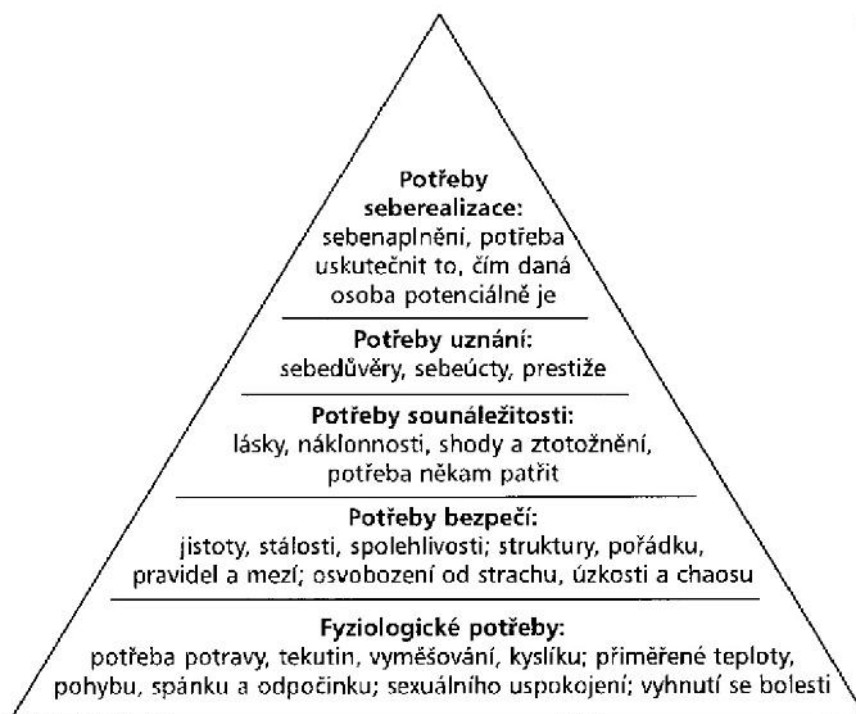 Potřeby
seberealizace:
sebenaplnění, potřeba
uskutečnit to, čím daná
osoba potenciálně je
Potřeby uznání:
sebedůvěry, sebeúcty, prestiže
Potřeby sounáležitosti:
lásky, náklonnosti, shody a ztotožnění,
potřeba někam patřit
Potřeby bezpečí:
jistoty, stálosti, spolehlivosti; struktury, pořádku,
pravidel a mezí; osvobození od strachu, úzkosti a chaosu
Fyziologické potřeby:
potřeba potravy, tekutin, vyměšování, kyslíku; přiměřené teploty,
pohybu, spánku a odpočinku; sexuálního uspokojení; vyhnutí se bolesti